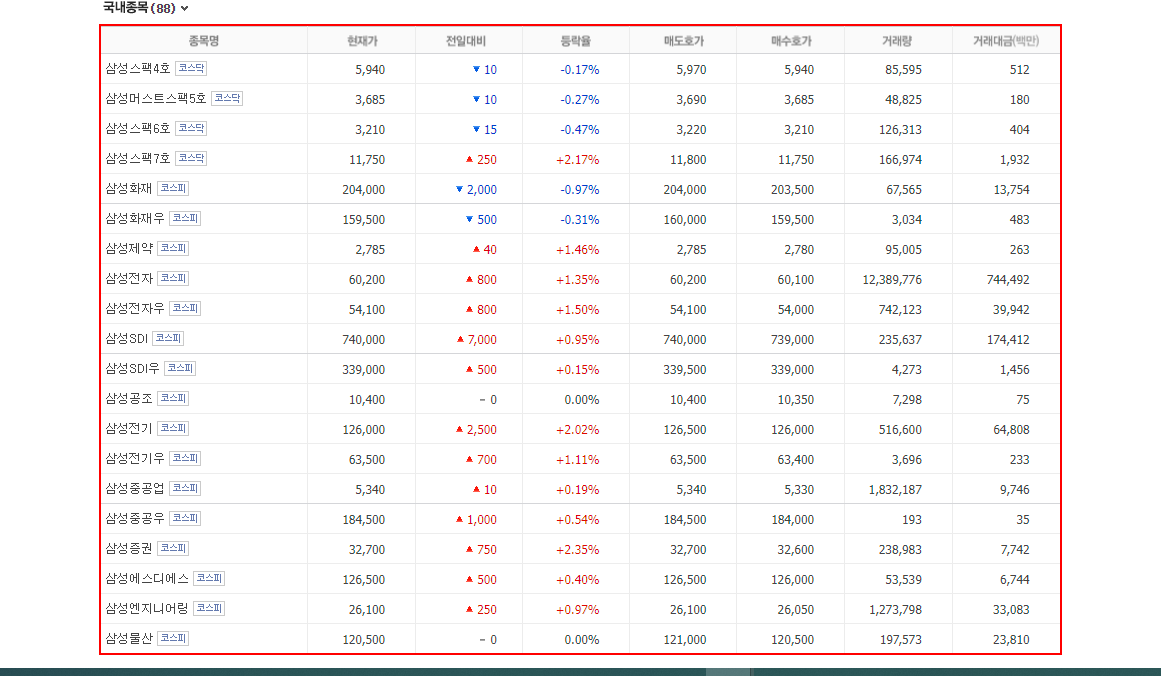 국내종목 (88)
종목명 현재가 전일대비 등락율 매도호가 매수호가 거래량 거래대금(백만)
삼성스팩4호 코스닥 5,940 ▼ 10 -0.17% 5,970 5,940 85,595 512
삼성머스트스팩5호 코스닥 3,685 ▼ 10 -0.27% 3,690 3,685 48,825 180
삼성스팩6호 코스닥 3,210 ▼ 15 -0.47% 3,220 3,210 126,313 404
삼성스팩7호 코스닥 11,750 ▲ 250 +2.17% 11,800 11,750 166,974 1,932
삼성화재 코스피 204,000 ▼ 2,000 -0.97% 204,000 203,500 67,565 13,754
삼성화재우 코스피 159,500 ▼ 500 -0.31% 160,000 159,500 3,034 483
삼성제약 코스피 2,785 ▲ 40 +1.46% 2,785 2,780 95,005 263
삼성전자 코스피 60,200 ▲ 800 +1.35% 60,200 60,100 12,389,776 744,492
삼성전자우 코스피 54,100 ▲ 800 +1.50% 54,100 54,000 742,123 39,942
삼성SDI 코스피 740,000 ▲ 7,000 +0.95% 740,000 739,000 235,637 174,412
삼성SDI우 코스피 339,000 ▲ 500 +0.15% 339,500 339,000 4,273 1,456
삼성공조 코스피 10,400 - 0 0.00% 10,400 10,350 7,298 75
삼성전기 코스피 126,000 ▲ 2,500 +2.02% 126,500 126,000 516,600 64,808
삼성전기우 코스피 63,500 ▲ 700 +1.11% 63,500 63,400 3,696 233
삼성중공업 코스피 5,340 ▲ 10 +0.19% 5,340 5,330 1,832,187 9,746
삼성중공우 코스피 184,500 ▲ 1,000 +0.54% 184,500 184,000 193 35
삼성증권 코스피 32,700 ▲ 750 +2.35% 32,700 32,600 238,983 7,742
삼성에스디에스 코스피 126,500 ▲ 500 +0.40% 126,500 126,000 53,539 6,744
삼성엔지니어링 코스피 26,100 ▲ 250 +0.97% 26,100 26,050 1,273,798 33,083
삼성물산 코스피 120,500 - 0 0.00% 121,000 120,500 197,573 23,810